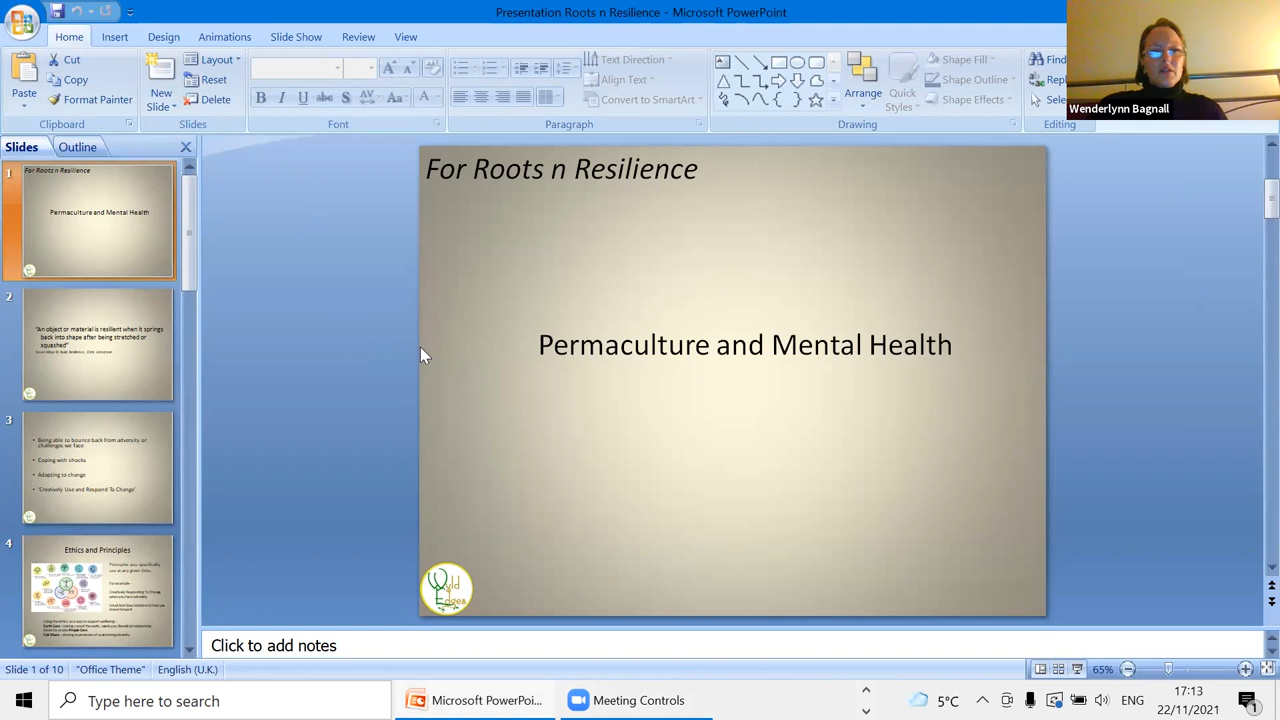 Presentation Roots n Resilience - Microsoft PowerPoint
Home Insert Design Animations Slide Show Review View
Paste
Cut
Copy
Format Painter
Clipboard
New Slide
Layout
Reset
Delete
Slides
Font
Text Direction
Align Text
Convert to SmartArt
Paragraph
Arrange
Quick Styles
Shape Fill
Shape Outline
Shape Effects
Drawing
Find
Editing
Wenderlynn Bagnall
Slides Outline
1
For Roots n Resilience
Permaculture and Mental Health
2
"An object or material is resilient when it springs
back into shape after being stretched or
squashed"
3
Being able to bounce back from adversity or
challenges we face
Coping with shocks
Adapting to change
'Creatively Use and Respond To Change'
4
Ethics and Principles
For Roots n Resilience
Permaculture and Mental Health
Wyld
Edges
Click to add notes
Slide 1 of 10 "Office Theme" English (U.K.) 65%
Type here to search
Microsoft PowerPoi...
Meeting Controls
5°C
ENG
17:13
22/11/2021
1